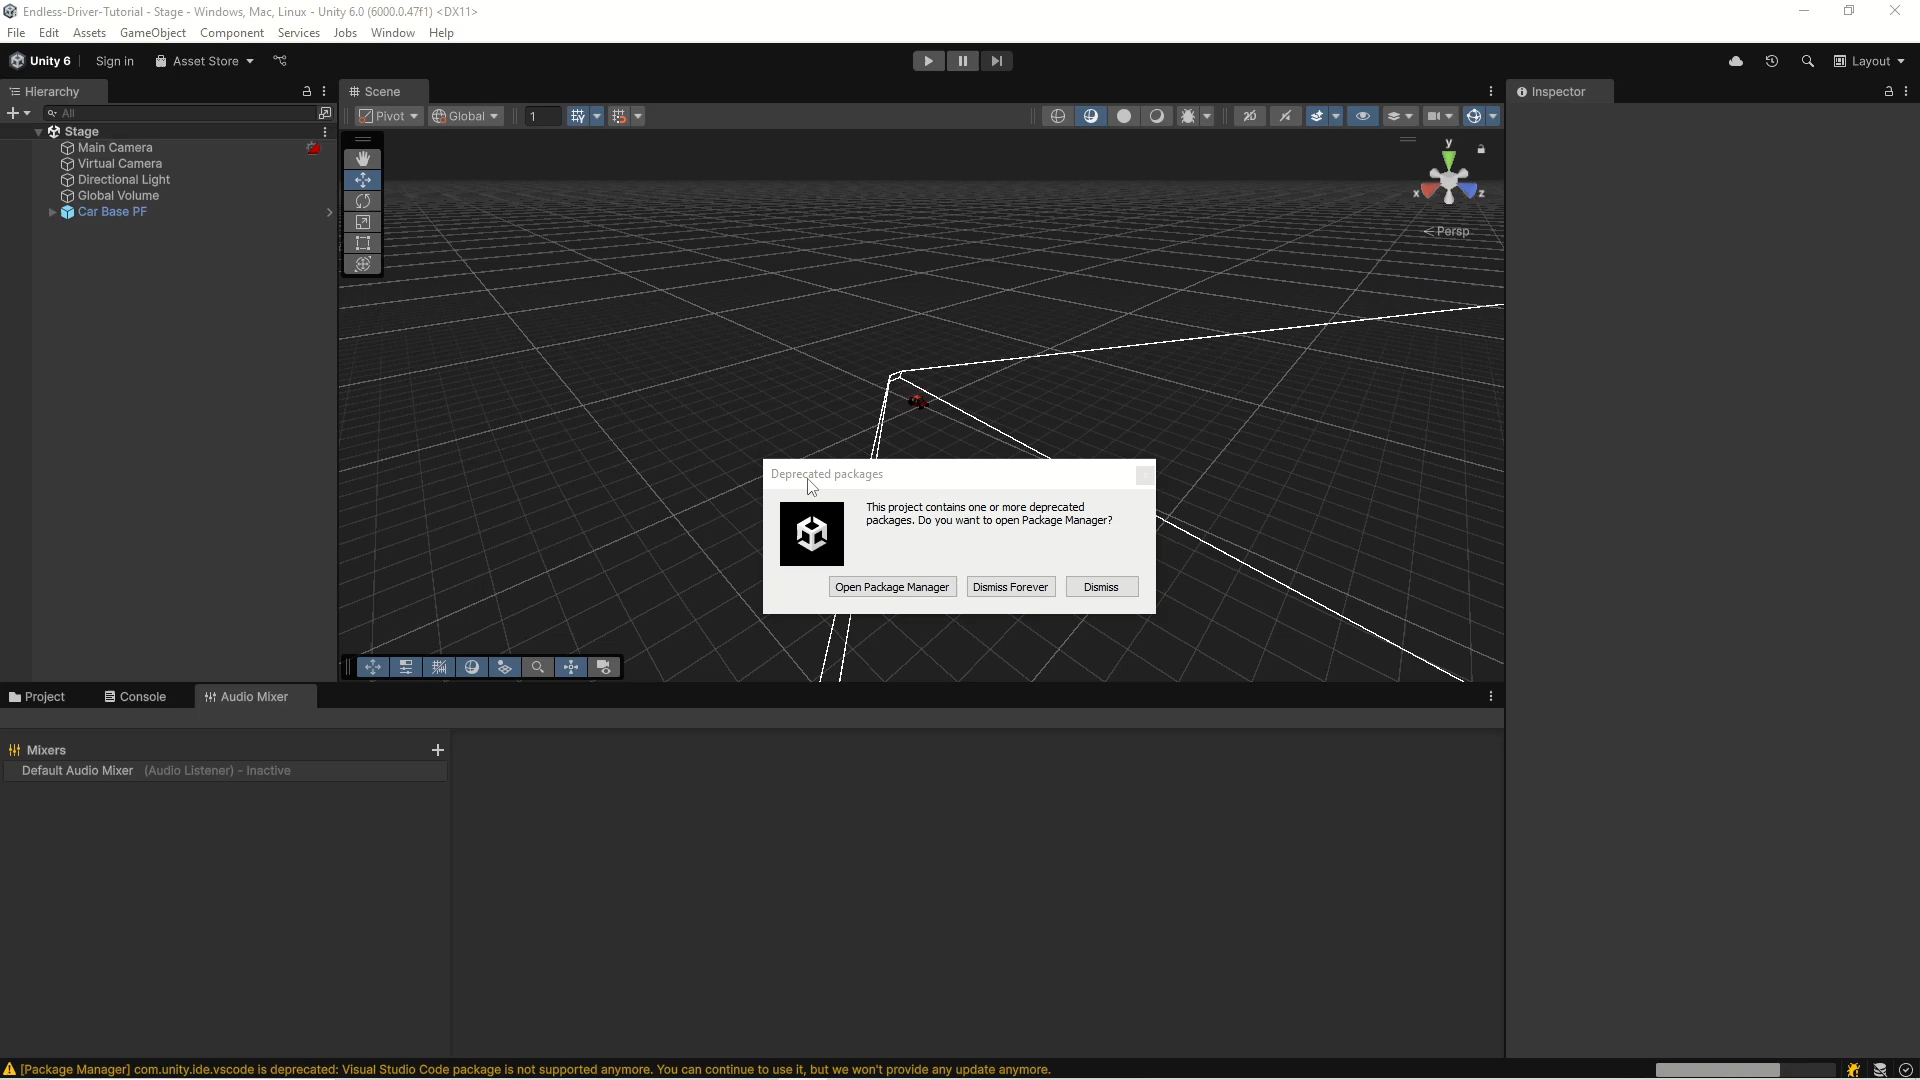 Endless-Driver-Tutorial - Stage - Windows, Mac, Linux - Unity 6.0 (6000.0.47f1) <DX11>
File Edit Assets GameObject Component Services Jobs Window Help
Unity 6 Sign in Asset Store Layout
Hierarchy Scene Inspector
All Pivot Global 1 2D
Stage
Main Camera
Virtual Camera
Directional Light
Global Volume
Car Base PF
y
x z
< Persp
Deprecated packages
This project contains one or more deprecated
packages. Do you want to open Package Manager?
Open Package Manager Dismiss Forever Dismiss
Project Console Audio Mixer
Mixers
Default Audio Mixer (Audio Listener) - Inactive
[Package Manager] com.unity.ide.vscode is deprecated: Visual Studio Code package is not supported anymore. You can continue to use it, but we won't provide any update anymore.